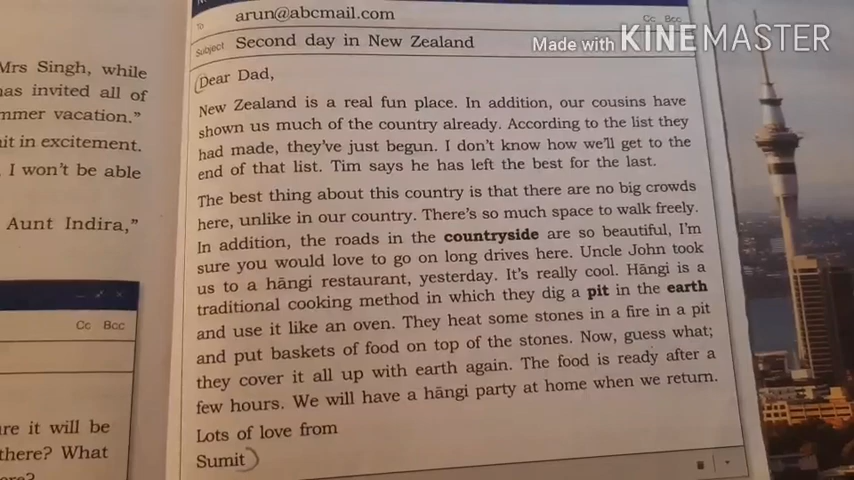 Mrs Singh, while
has invited all of
mmer vacation."
it in excitement.
I won't be able
Aunt Indira,"
Cc Bcc
re it will be
there? What
To arun@abcmail.com
Cc Bcc
Subject Second day in New Zealand
Made with KINEMASTER
Dear Dad,
New Zealand is a real fun place. In addition, our cousins have
shown us much of the country already. According to the list they
had made, they've just begun. I don't know how we'll get to the
end of that list. Tim says he has left the best for the last.
The best thing about this country is that there are no big crowds
here, unlike in our country. There's so much space to walk freely.
In addition, the roads in the countryside are so beautiful, I'm
sure you would love to go on long drives here. Uncle John took
us to a hāngi restaurant, yesterday. It's really cool. Hāngi is a
traditional cooking method in which they dig a pit in the earth
and use it like an oven. They heat some stones in a fire in a pit
and put baskets of food on top of the stones. Now, guess what;
they cover it all up with earth again. The food is ready after a
few hours. We will have a hāngi party at home when we return.
Lots of love from
Sumit